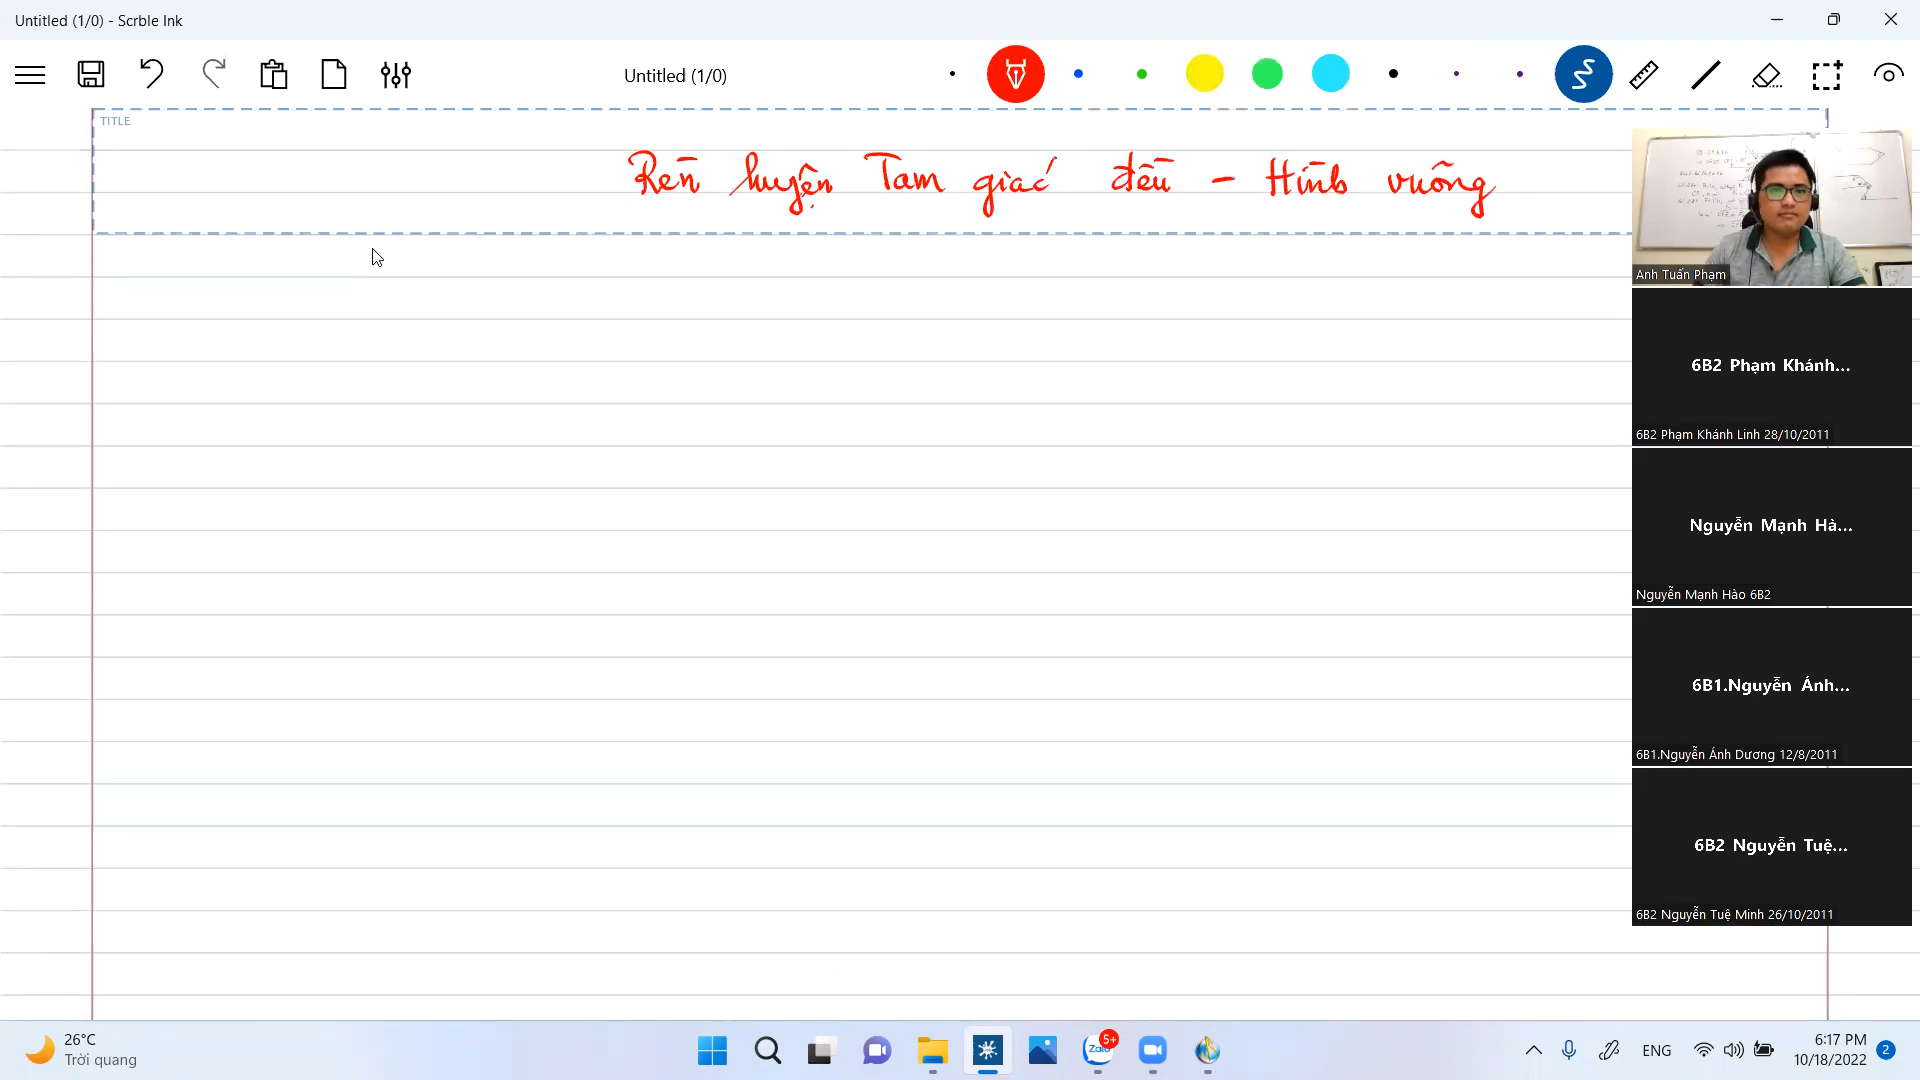 Untitled (1/0) - Scrble Ink
Untitled (1/0)
TITLE
Rèn luyện Tam giác đều - Hình vuông
Anh Tuấn Phạm
6B2 Phạm Khánh...
6B2 Phạm Khánh Linh 28/10/2011
Nguyễn Mạnh Hà...
Nguyễn Mạnh Hào 6B2
6B1.Nguyễn Ánh...
6B1.Nguyễn Ánh Dương 12/8/2011
6B2 Nguyễn Tuệ...
6B2 Nguyễn Tuệ Minh 26/10/2011
26°C
Trời quang
Zalo
5+
ENG
6:17 PM
10/18/2022
2